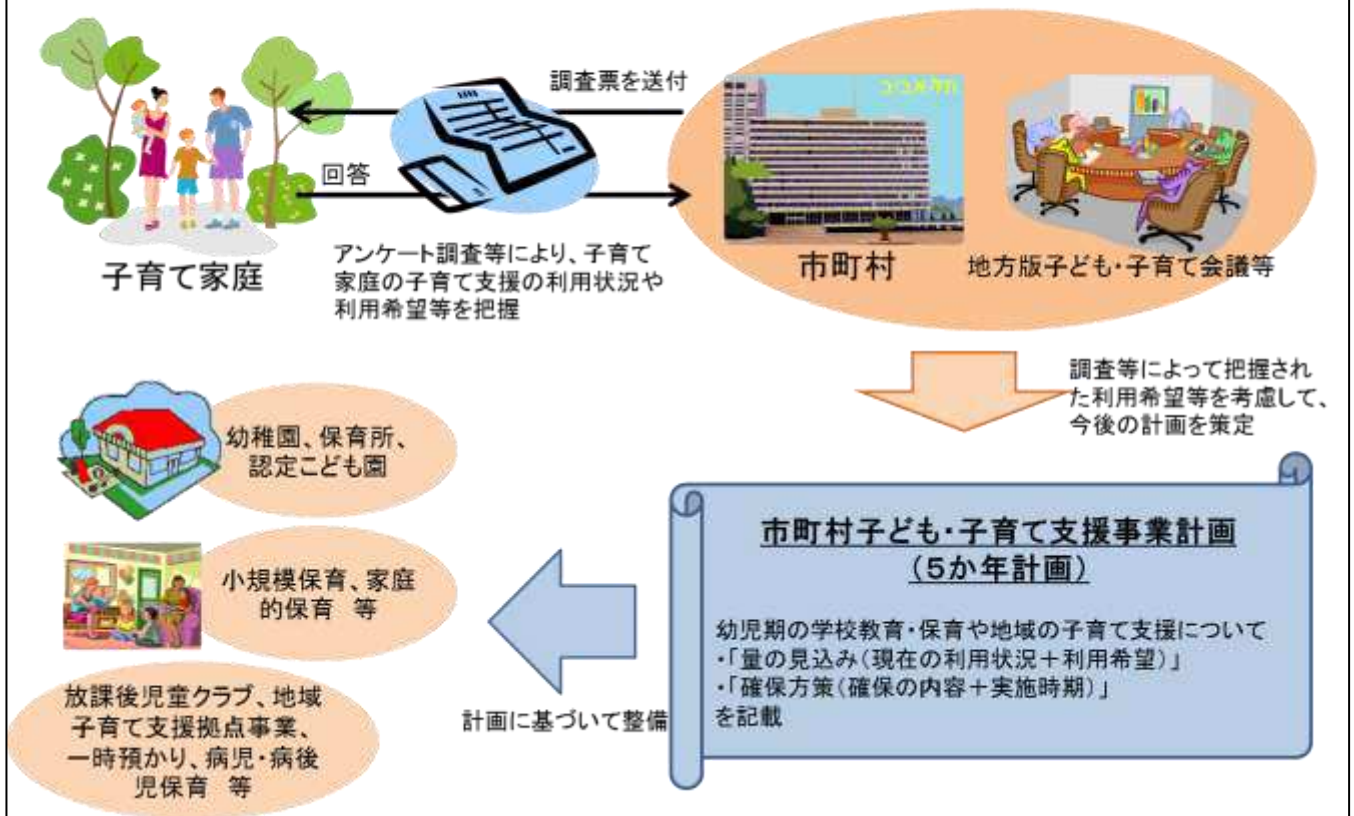 調査票を送付
回答
アンケート調査等により、子育て
家庭の子育て支援の利用状況や
利用希望等を把握
子育て家庭
תל-אביב
市町村
地方版子ども・子育て会議等
調査等によって把握され
た利用希望等を考慮して、
今後の計画を策定
幼稚園、保育所、
認定こども園
小規模保育、家庭
的保育　等
放課後児童クラブ、地域
子育て支援拠点事業、
一時預かり、病児・病後
児保育　等
計画に基づいて整備
市町村子ども・子育て支援事業計画
（５か年計画）
幼児期の学校教育・保育や地域の子育て支援について
・「量の見込み（現在の利用状況＋利用希望）」
・「確保方策（確保の内容＋実施時期）」
を記載